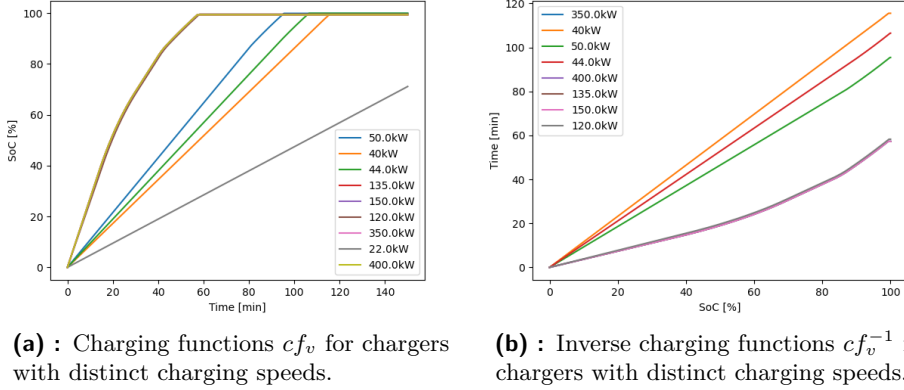 100
80
60
40
20
0
SoC [%]
0
20
40
60
80
100
120
140
Time [min]
50.0kW
40kW
44.0kW
135.0kW
150.0kW
120.0kW
350.0kW
22.0kW
400.0kW
120
100
80
60
40
20
0
Time [min]
0
20
40
60
80
100
SoC [%]
350.0kW
40kW
50.0kW
44.0kW
400.0kW
135.0kW
150.0kW
120.0kW
(a) : Charging functions cf_v for chargers
with distinct charging speeds.
(b) : Inverse charging functions cf_v^{-1}
chargers with distinct charging speeds.